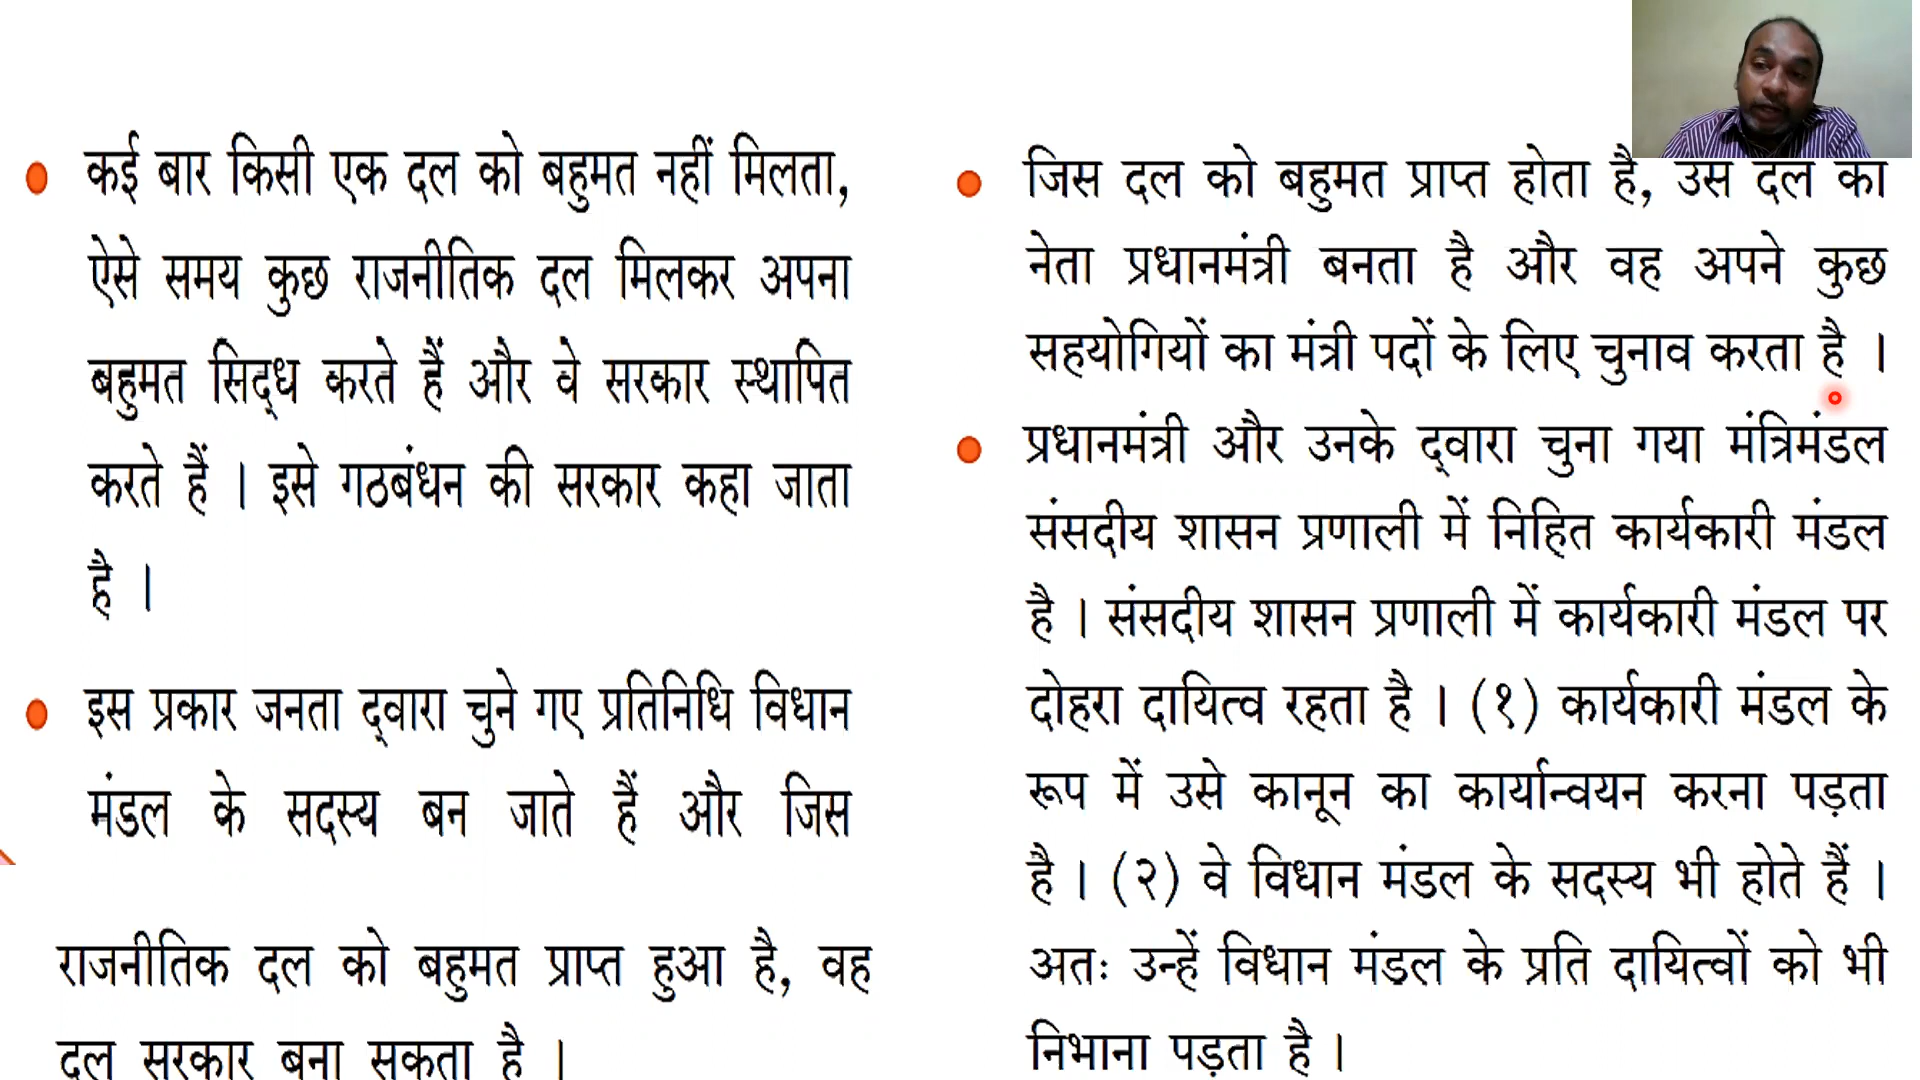 कई बार किसी एक दल को बहुमत नहीं मिलता,
ऐसे समय कुछ राजनीतिक दल मिलकर अपना
बहुमत सिद्ध करते हैं और वे सरकार स्थापित
करते हैं । इसे गठबंधन की सरकार कहा जाता
है ।
इस प्रकार जनता द्वारा चुने गए प्रतिनिधि विधान
मंडल के सदस्य बन जाते हैं और जिस
राजनीतिक दल को बहुमत प्राप्त हुआ है, वह
दल सरकार बना सकता है ।
जिस दल को बहुमत प्राप्त होता है, उस दल का
नेता प्रधानमंत्री बनता है और वह अपने कुछ
सहयोगियों का मंत्री पदों के लिए चुनाव करता है ।
प्रधानमंत्री और उनके द्वारा चुना गया मंत्रिमंडल
संसदीय शासन प्रणाली में निहित कार्यकारी मंडल
है । संसदीय शासन प्रणाली में कार्यकारी मंडल पर
दोहरा दायित्व रहता है । (१) कार्यकारी मंडल के
रूप में उसे कानून का कार्यान्वयन करना पड़ता
है । (२) वे विधान मंडल के सदस्य भी होते हैं ।
अतः उन्हें विधान मंडल के प्रति दायित्वों को भी
निभाना पड़ता है ।